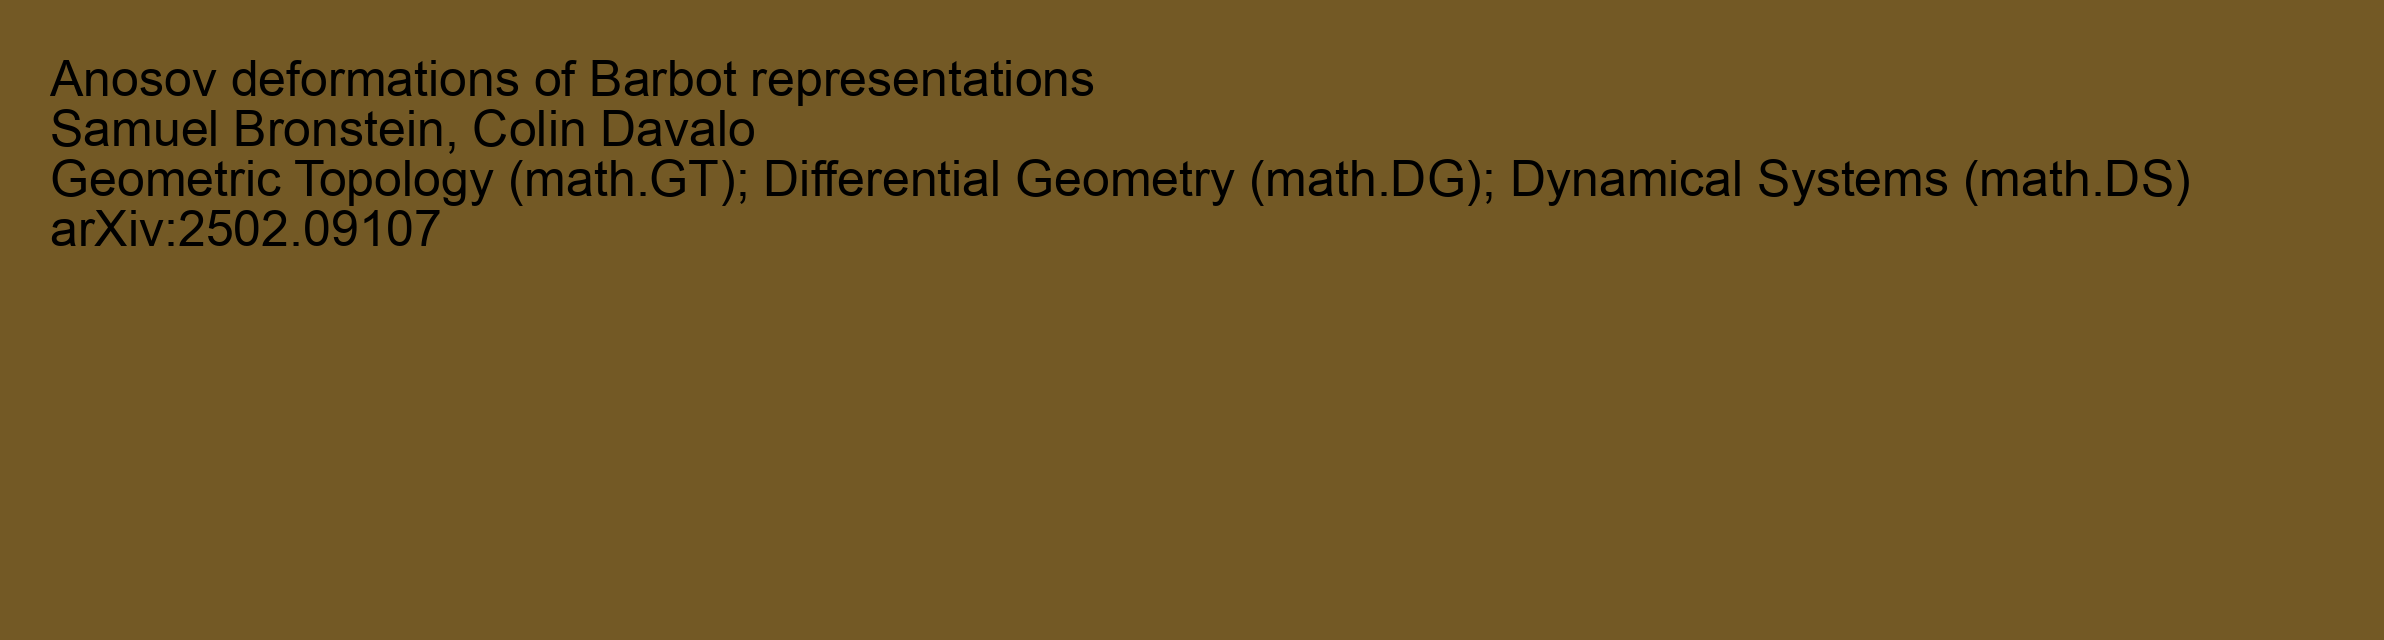 Anosov deformations of Barbot representations
Samuel Bronstein, Colin Davalo
Geometric Topology (math.GT); Differential Geometry (math.DG); Dynamical Systems (math.DS)
arXiv:2502.09107